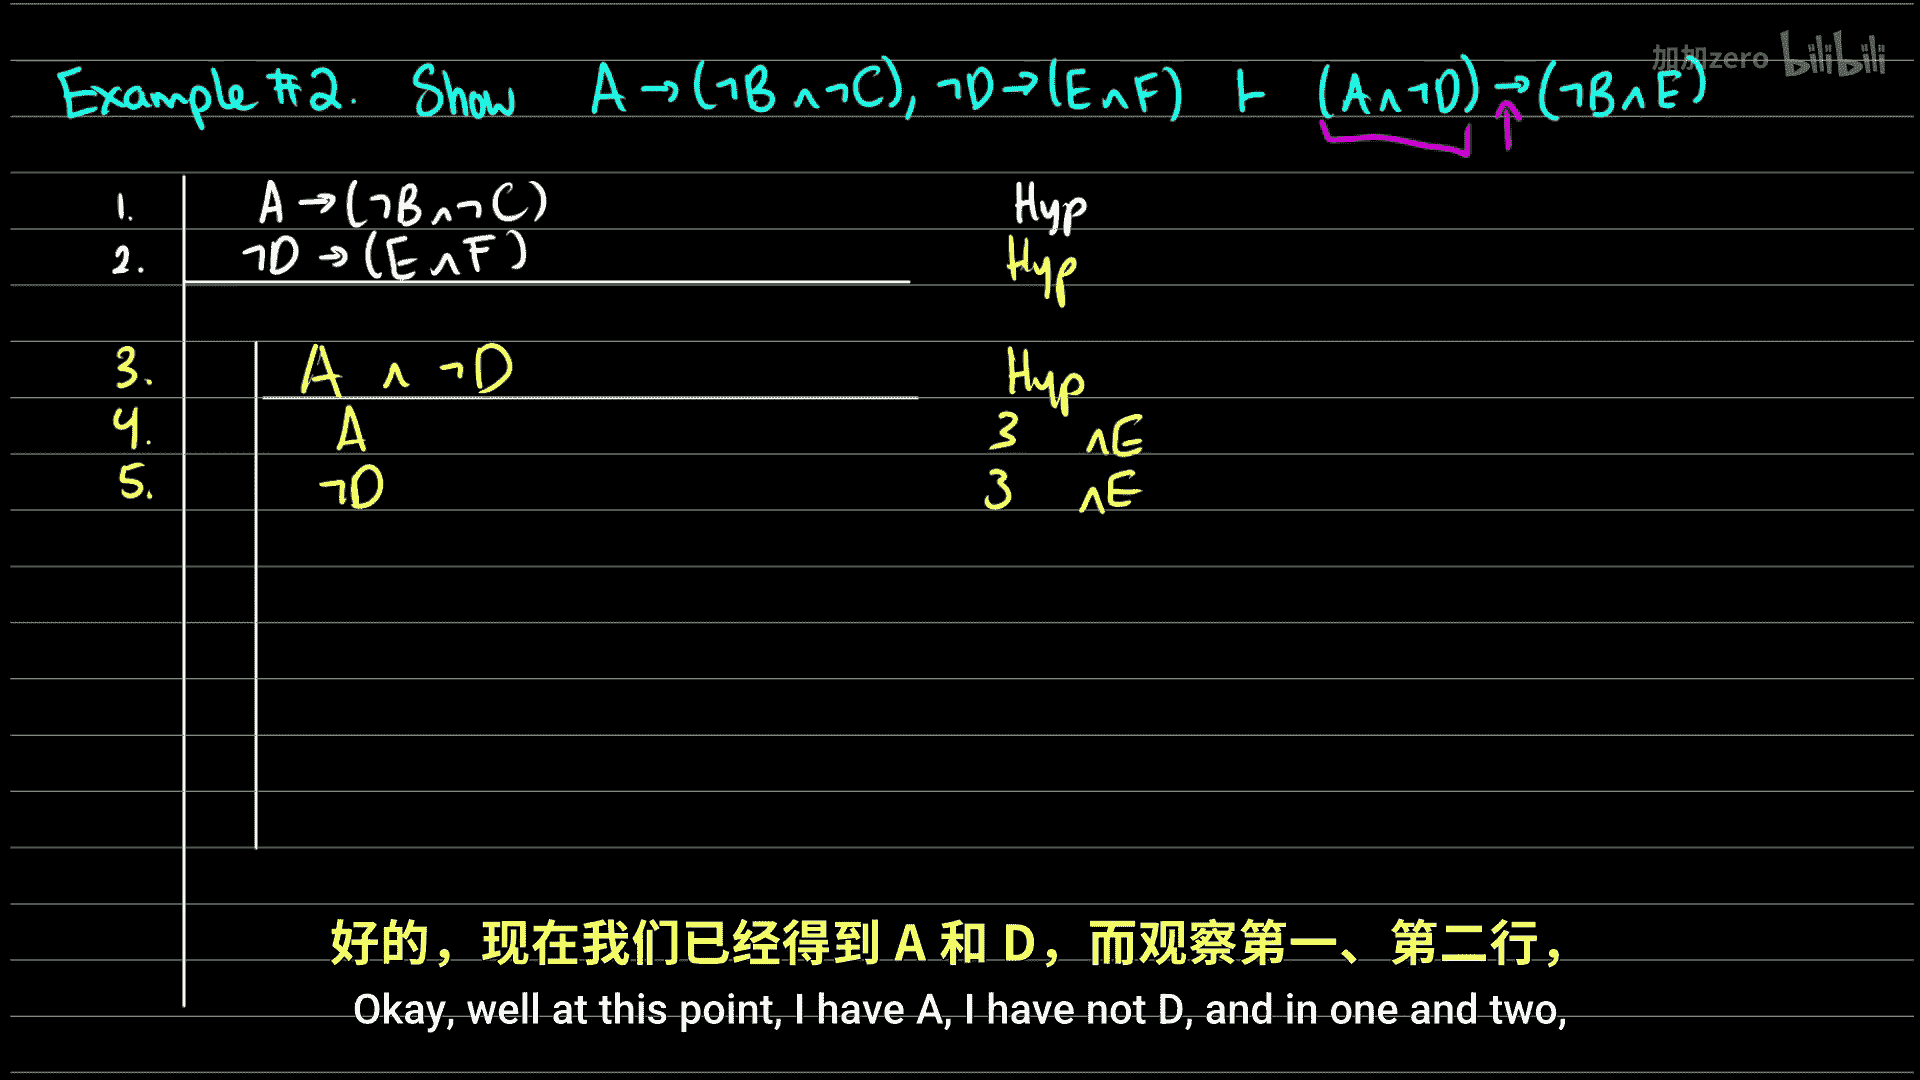 加加zero bilibili
Example #2. Show A→(¬B∧¬C), ¬D→(E∧F) ⊢ (A∧¬D)→(¬B∧E)
1. A→(¬B∧¬C) Hyp
2. ¬D→(E∧F) Hyp
3. A ∧ ¬D Hyp
4. A 3 ∧E
5. ¬D 3 ∧E
好的，现在我们已经得到 A 和 D，而观察第一、第二行，
Okay, well at this point, I have A, I have not D, and in one and two,